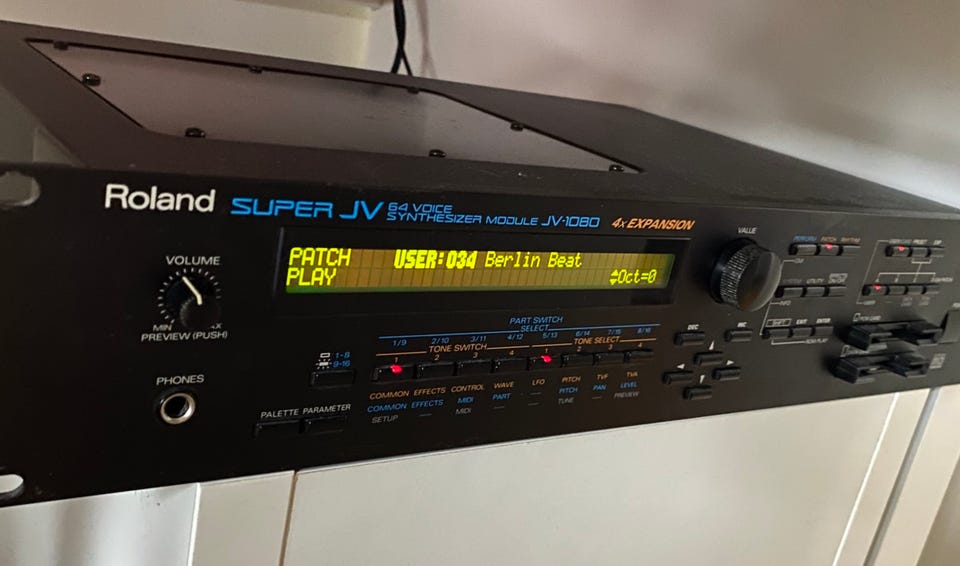 Roland
SUPER JV 64 VOICE
SYNTHESIZER MODULE JV-1080
4x EXPANSION
PATCH USER:034 Berlin Beat
PLAY Oct=0
VOLUME
MIN MAX
PREVIEW (PUSH)
PHONES
VALUE
PART SWITCH
SELECT
1/9 2/10 3/11 4/12 5/13 6/14 7/15 8/16
TONE SWITCH TONE SELECT
1 2 3 4 1 2 3 4
1-8
9-16
COMMON EFFECTS CONTROL WAVE LFO PITCH TVF TVA
COMMON EFFECTS MIDI PART PITCH PAN LEVEL
SETUP MIDI TUNE PREVIEW
PALETTE PARAMETER
DEC INC
PATCH
UTILITY
EXIT ENTER